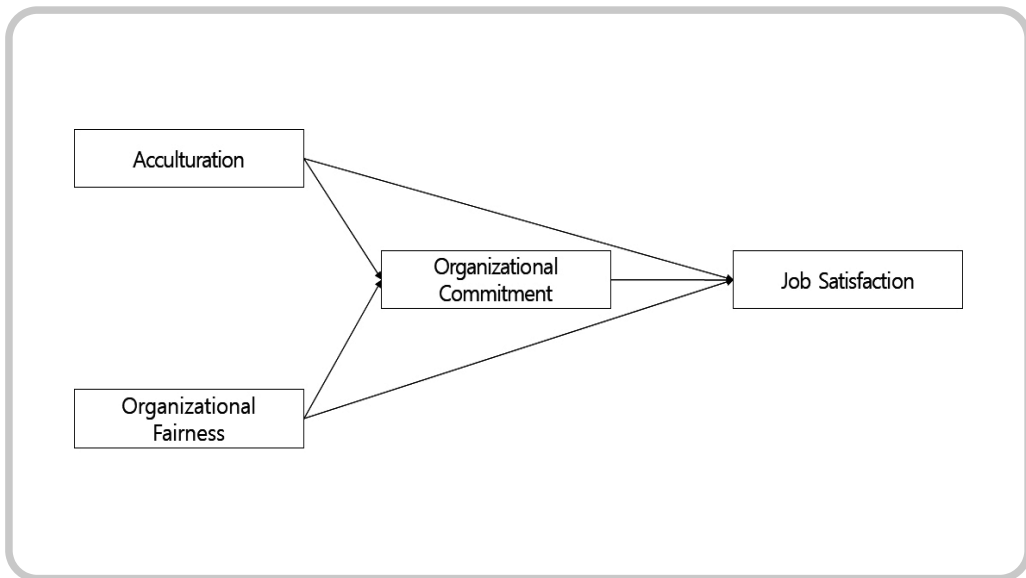 Acculturation
Organizational
Commitment
Job Satisfaction
Organizational
Fairness